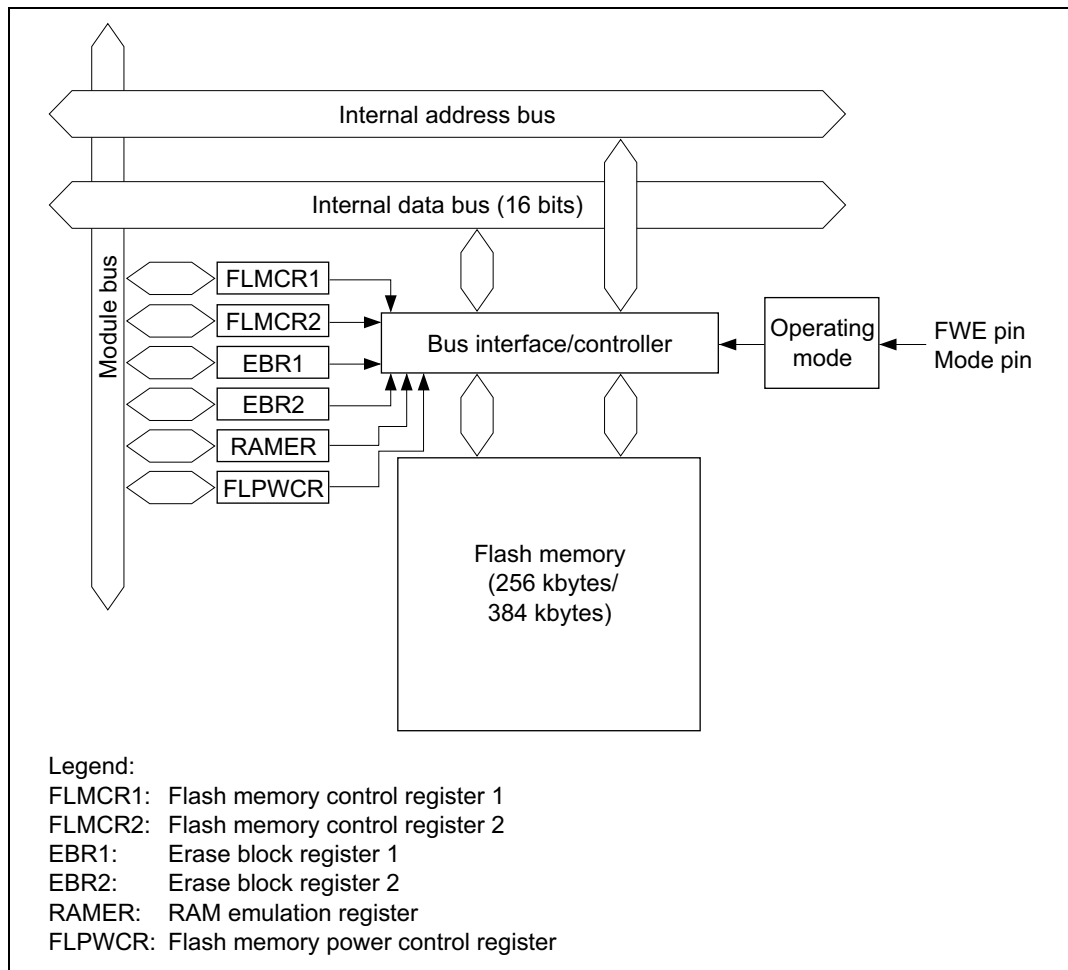 Internal address bus
Internal data bus (16 bits)
Module bus
FLMCR1
FLMCR2
EBR1
EBR2
RAMER
FLPWCR
Bus interface/controller
Operating
mode
FWE pin
Mode pin
Flash memory
(256 kbytes/
384 kbytes)
Legend:
FLMCR1: Flash memory control register 1
FLMCR2: Flash memory control register 2
EBR1: Erase block register 1
EBR2: Erase block register 2
RAMER: RAM emulation register
FLPWCR: Flash memory power control register